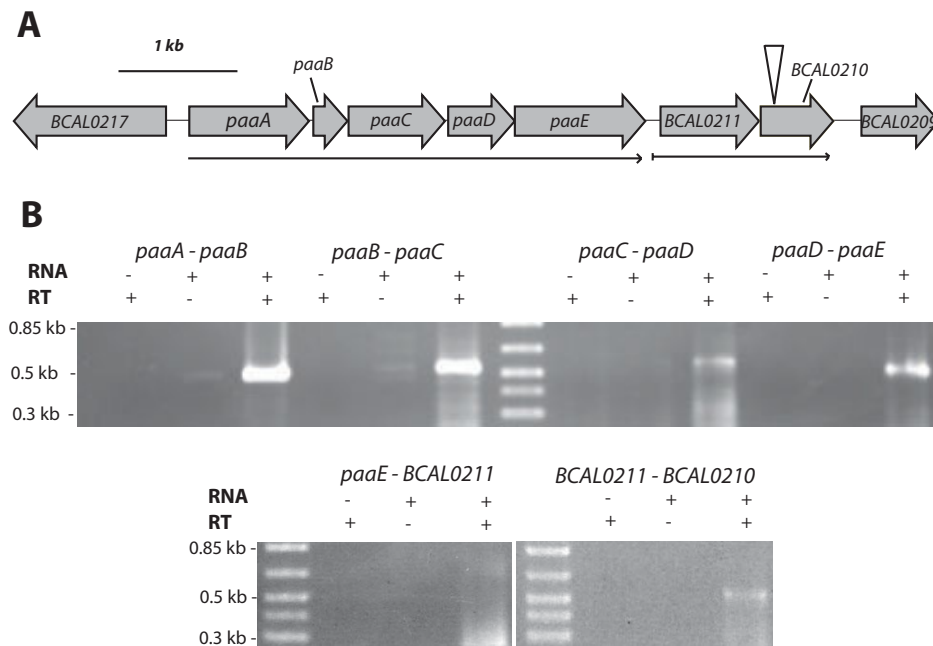 A
1 kb
paaB
BCAL0210
BCAL0217 paaA paaC paaD paaE BCAL0211 BCAL0209
B
paaA - paaB paaB - paaC paaC - paaD paaD - paaE
RNA - + + - + + - + + - + +
RT + - + + - + + - + + - +
0.85 kb -
0.5 kb -
0.3 kb -
paaE - BCAL0211 BCAL0211 - BCAL0210
RNA - + + - + +
RT + - + + - +
0.85 kb -
0.5 kb -
0.3 kb -